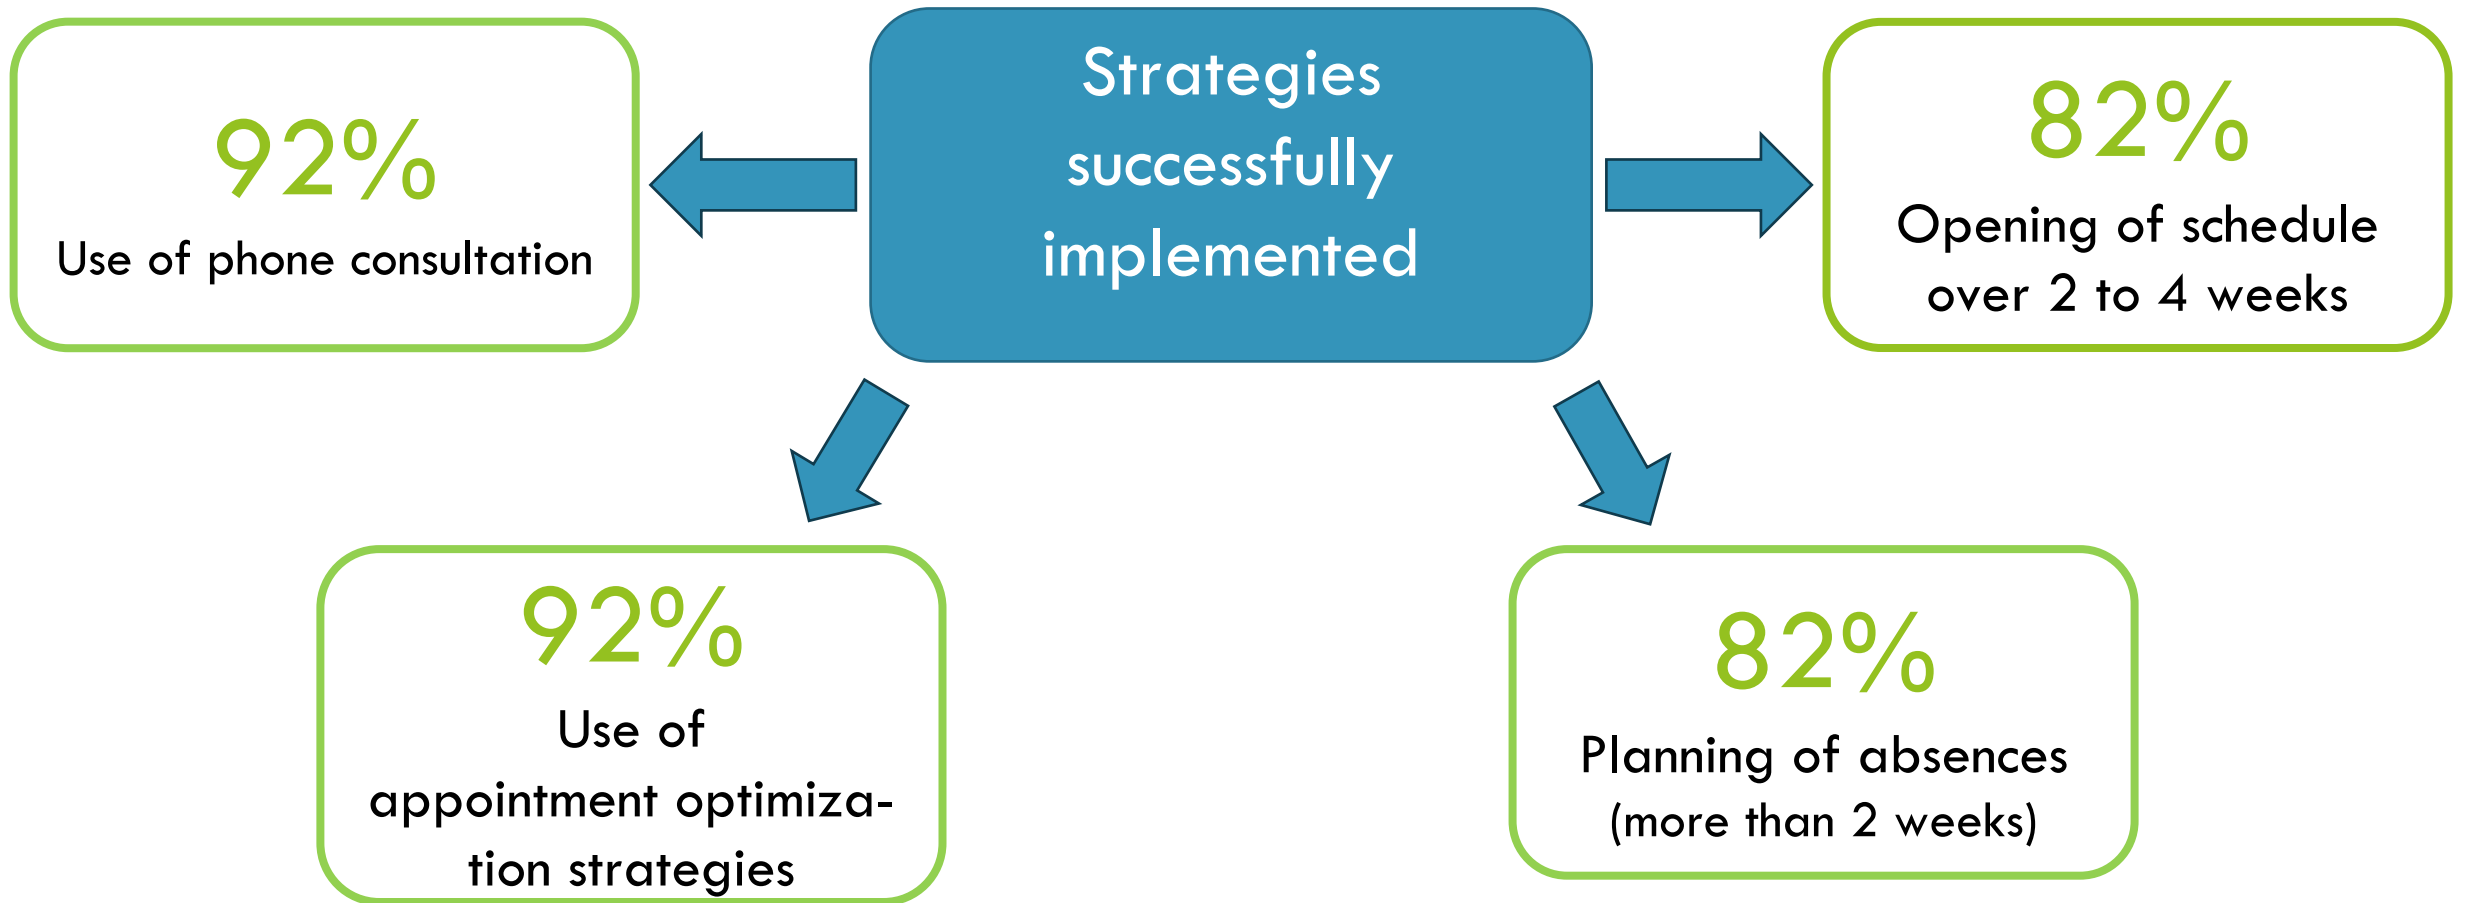 Strategies
successfully
implemented
92%
Use of phone consultation
82%
Opening of schedule
over 2 to 4 weeks
92%
Use of
appointment optimiza-
tion strategies
82%
Planning of absences
(more than 2 weeks)